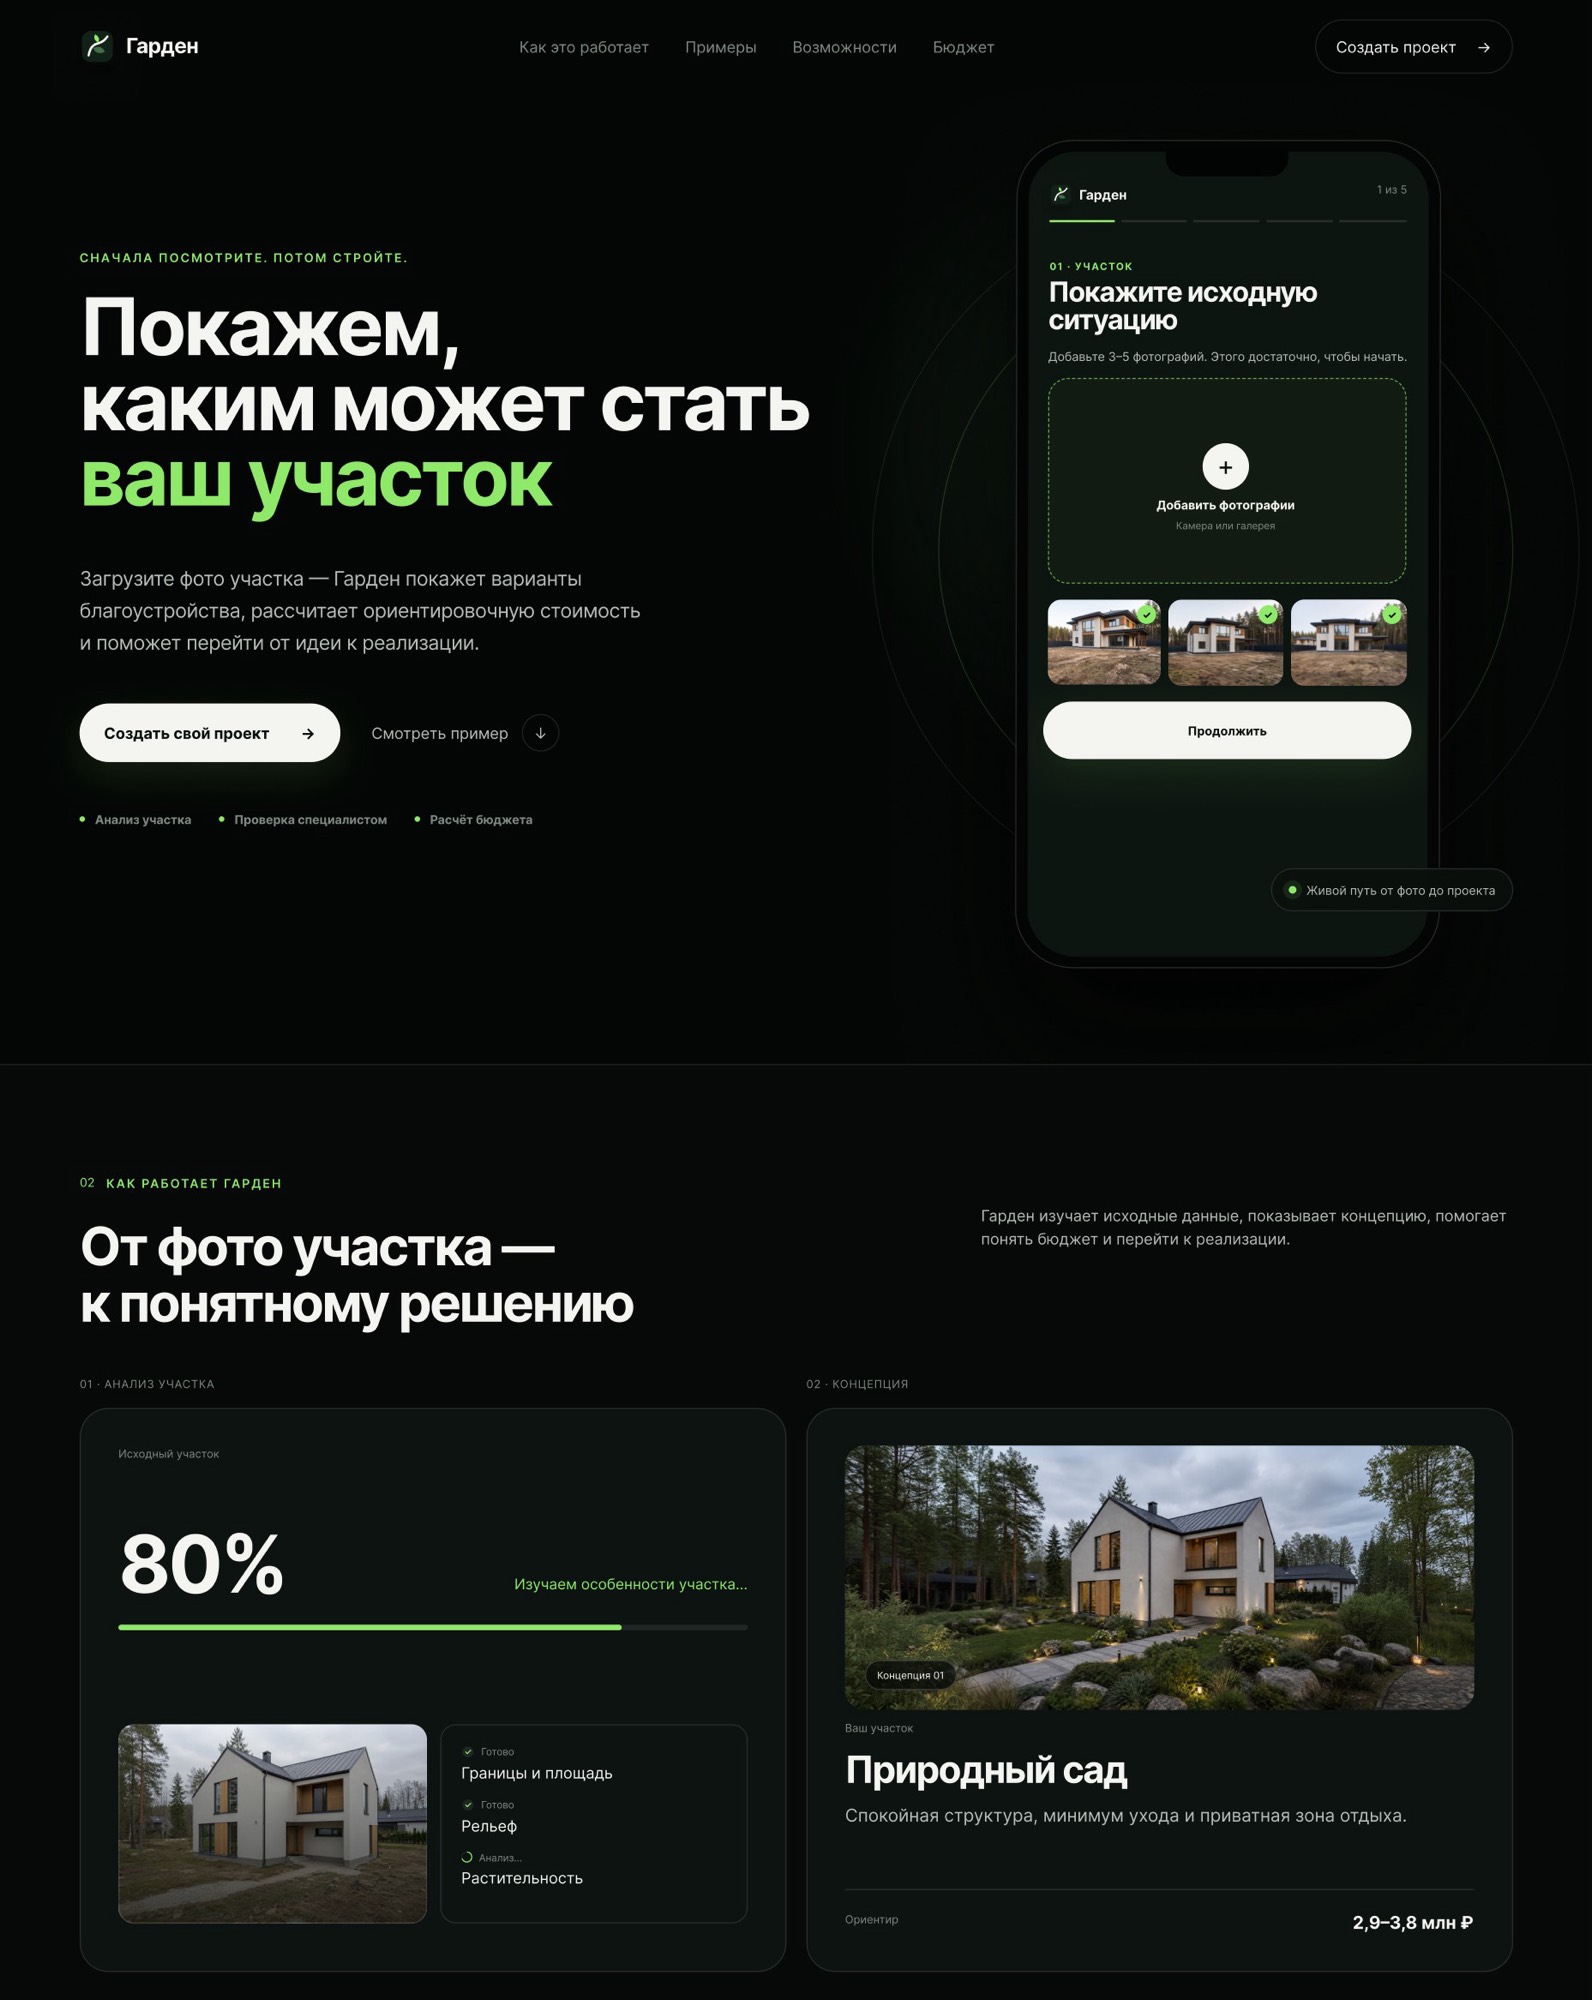 Гарден
Как это работает
Примеры
Возможности
Бюджет
Создать проект →
СНАЧАЛА ПОСМОТРИТЕ. ПОТОМ СТРОЙТЕ.
Покажем,
каким может стать
ваш участок
Загрузите фото участка — Гарден покажет варианты
благоустройства, рассчитает ориентировочную стоимость
и поможет перейти от идеи к реализации.
Создать свой проект →
Смотреть пример ↓
Анализ участка
Проверка специалистом
Расчёт бюджета
Гарден
1 из 5
01 · УЧАСТОК
Покажите исходную
ситуацию
Добавьте 3–5 фотографий. Этого достаточно, чтобы начать.
+
Добавить фотографии
Камера или галерея
Продолжить
Живой путь от фото до проекта
02 КАК РАБОТАЕТ ГАРДЕН
От фото участка —
к понятному решению
Гарден изучает исходные данные, показывает концепцию, помогает
понять бюджет и перейти к реализации.
01 · АНАЛИЗ УЧАСТКА
Исходный участок
80%
Изучаем особенности участка...
Готово
Границы и площадь
Готово
Рельеф
Анализ...
Растительность
02 · КОНЦЕПЦИЯ
Концепция 01
Ваш участок
Природный сад
Спокойная структура, минимум ухода и приватная зона отдыха.
Ориентир
2,9–3,8 млн ₽